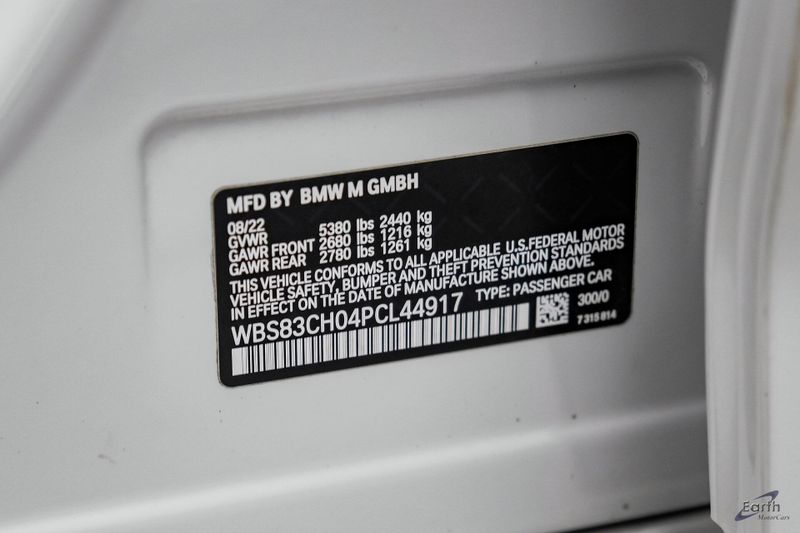 MFD BY BMW M GMBH
08/22
GVWR 5380 lbs 2440 kg
GAWR FRONT 2680 lbs 1216 kg
GAWR REAR 2780 lbs 1261 kg
THIS VEHICLE CONFORMS TO ALL APPLICABLE U.S.FEDERAL MOTOR
VEHICLE SAFETY, BUMPER AND THEFT PREVENTION STANDARDS
IN EFFECT ON THE DATE OF MANUFACTURE SHOWN ABOVE.
WBS83CH04PCL44917 TYPE: PASSENGER CAR
300/0
7 315 814
Earth
MotorCars